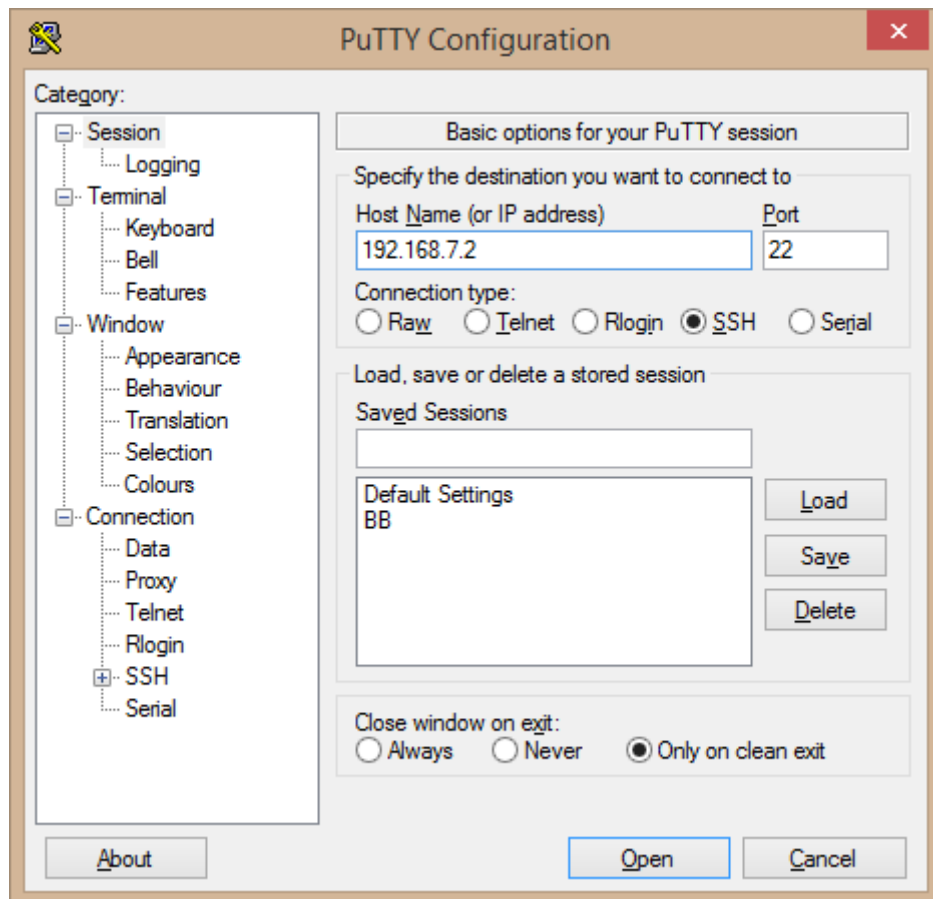 PuTTY Configuration
Category:
Session
Logging
Terminal
Keyboard
Bell
Features
Window
Appearance
Behaviour
Translation
Selection
Colours
Connection
Data
Proxy
Telnet
Rlogin
SSH
Serial
Basic options for your PuTTY session
Specify the destination you want to connect to
Host Name (or IP address) Port
192.168.7.2 22
Connection type:
Raw Telnet Rlogin SSH Serial
Load, save or delete a stored session
Saved Sessions
Default Settings
BB
Load
Save
Delete
Close window on exit:
Always Never Only on clean exit
About Open Cancel